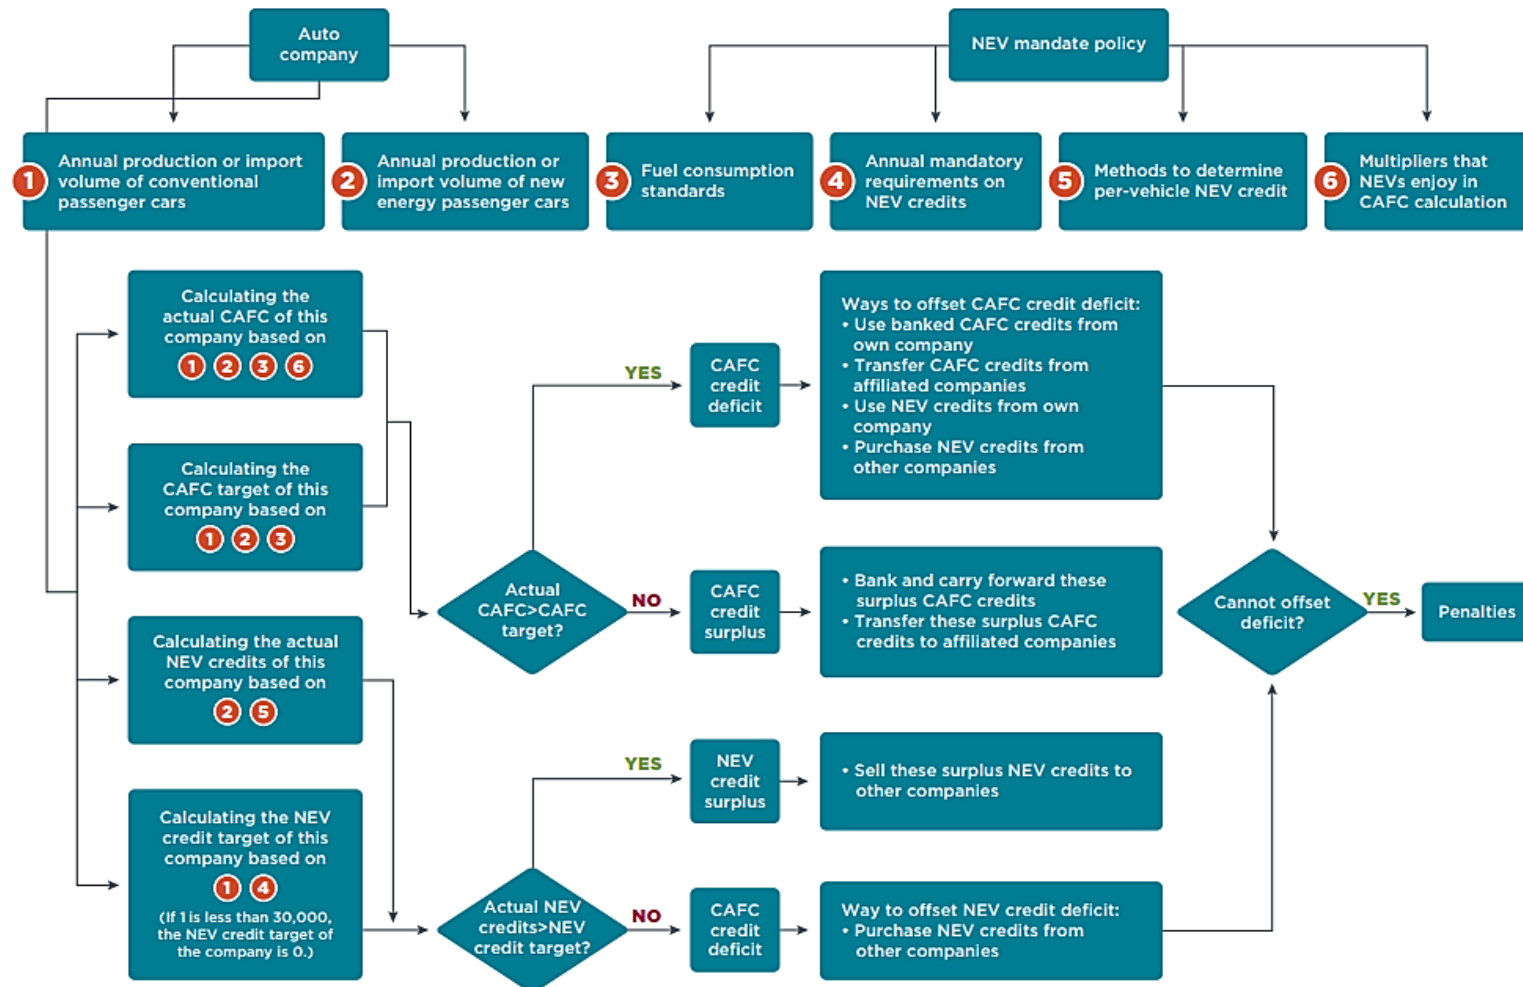 Auto
company
NEV mandate policy
1
Annual production or import
volume of conventional
passenger cars
2
Annual production or
import volume of new
energy passenger cars
3
Fuel consumption
standards
4
Annual mandatory
requirements on
NEV credits
5
Methods to determine
per-vehicle NEV credit
6
Multipliers that
NEVs enjoy in
CAFC calculation
Calculating the
actual CAFC of this
company based on
1 2 3 6
Calculating the
CAFC target of this
company based on
1 2 3
Calculating the actual
NEV credits of this
company based on
2 5
Calculating the NEV
credit target of this
company based on
1 4
(If 1 is less than 30,000,
the NEV credit target of
the company is 0.)
Actual
CAFC>CAFC
target?
YES
CAFC
credit
deficit
Ways to offset CAFC credit deficit:
• Use banked CAFC credits from
own company
• Transfer CAFC credits from
affiliated companies
• Use NEV credits from own
company
• Purchase NEV credits from
other companies
NO
CAFC
credit
surplus
• Bank and carry forward these
surplus CAFC credits
• Transfer these surplus CAFC
credits to affiliated companies
Actual NEV
credits>NEV
credit target?
YES
NEV
credit
surplus
• Sell these surplus NEV credits to
other companies
NO
CAFC
credit
deficit
Way to offset NEV credit deficit:
• Purchase NEV credits from
other companies
Cannot offset
deficit?
YES
Penalties